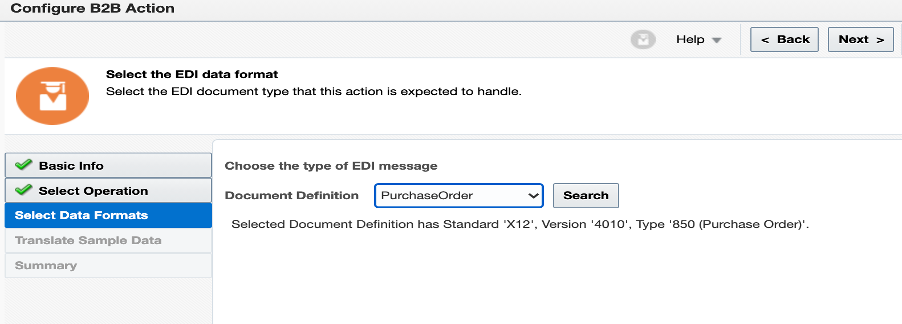 Configure B2B Action
Help
< Back
Next >
Select the EDI data format
Select the EDI document type that this action is expected to handle.
Basic Info
Select Operation
Select Data Formats
Translate Sample Data
Summary
Choose the type of EDI message
Document Definition PurchaseOrder Search
Selected Document Definition has Standard 'X12', Version '4010', Type '850 (Purchase Order)'.